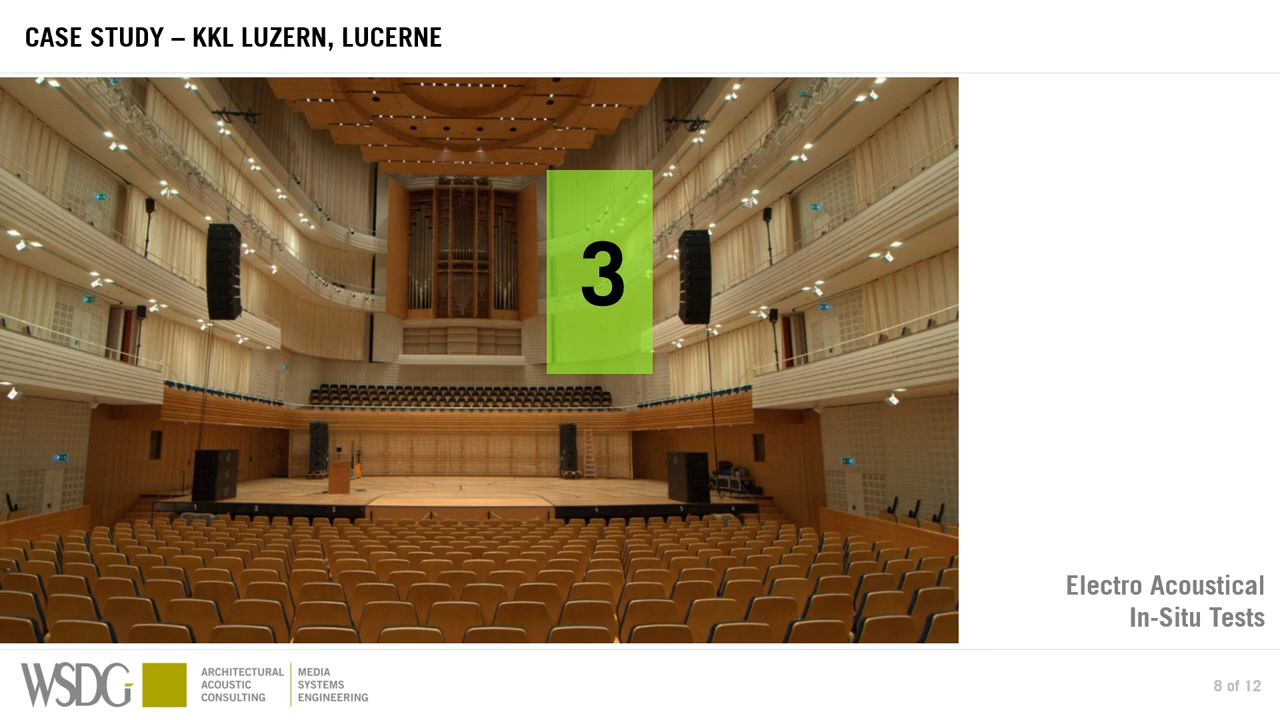 CASE STUDY – KKL LUZERN, LUCERNE
3
Electro Acoustical
In-Situ Tests
WSDG
ARCHITECTURAL
ACOUSTIC
CONSULTING
MEDIA
SYSTEMS
ENGINEERING
8 of 12